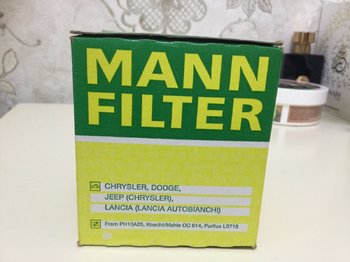 MANN
FILTER
CHRYSLER, DODGE,
JEEP (CHRYSLER),
LANCIA (LANCIA AUTOBIANCHI)
Fram PH10A25, Knecht/Mahle OC 614, Purflux LS718